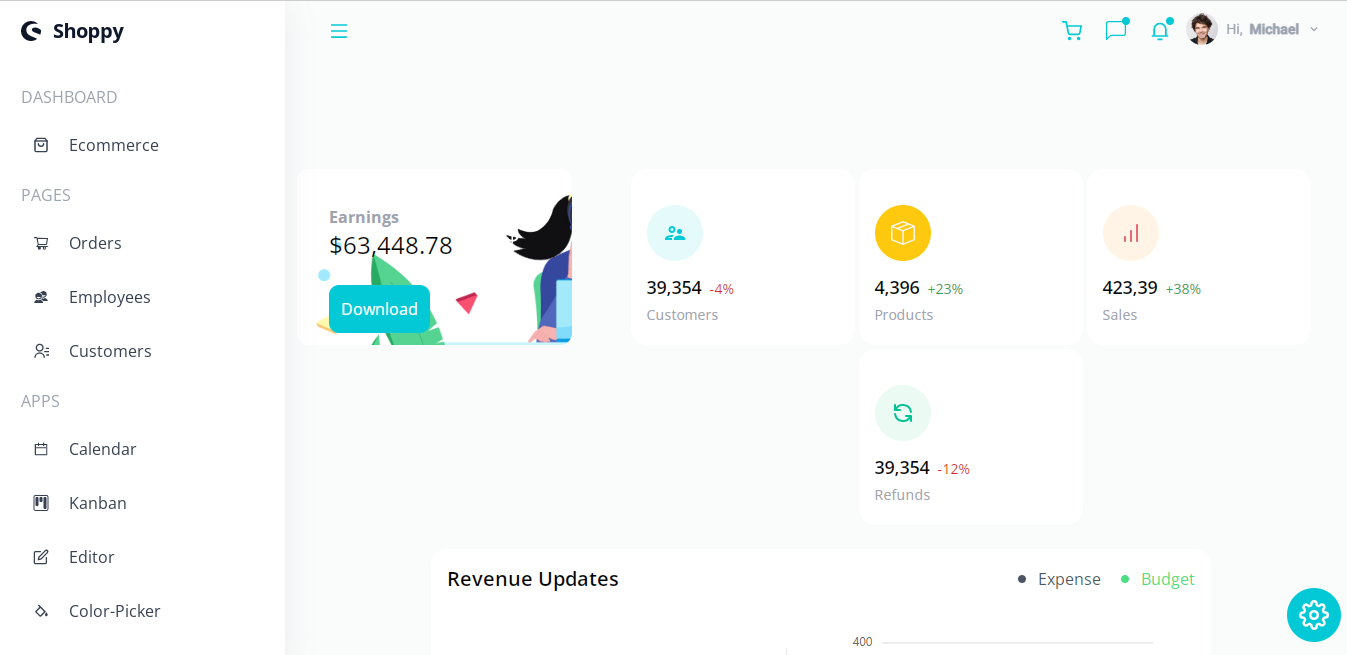 Shoppy
Hi, Michael
DASHBOARD
Ecommerce
PAGES
Orders
Employees
Customers
APPS
Calendar
Kanban
Editor
Color-Picker
Earnings
$63,448.78
Download
39,354 -4%
Customers
4,396 +23%
Products
423,39 +38%
Sales
39,354 -12%
Refunds
Revenue Updates
Expense
Budget
400